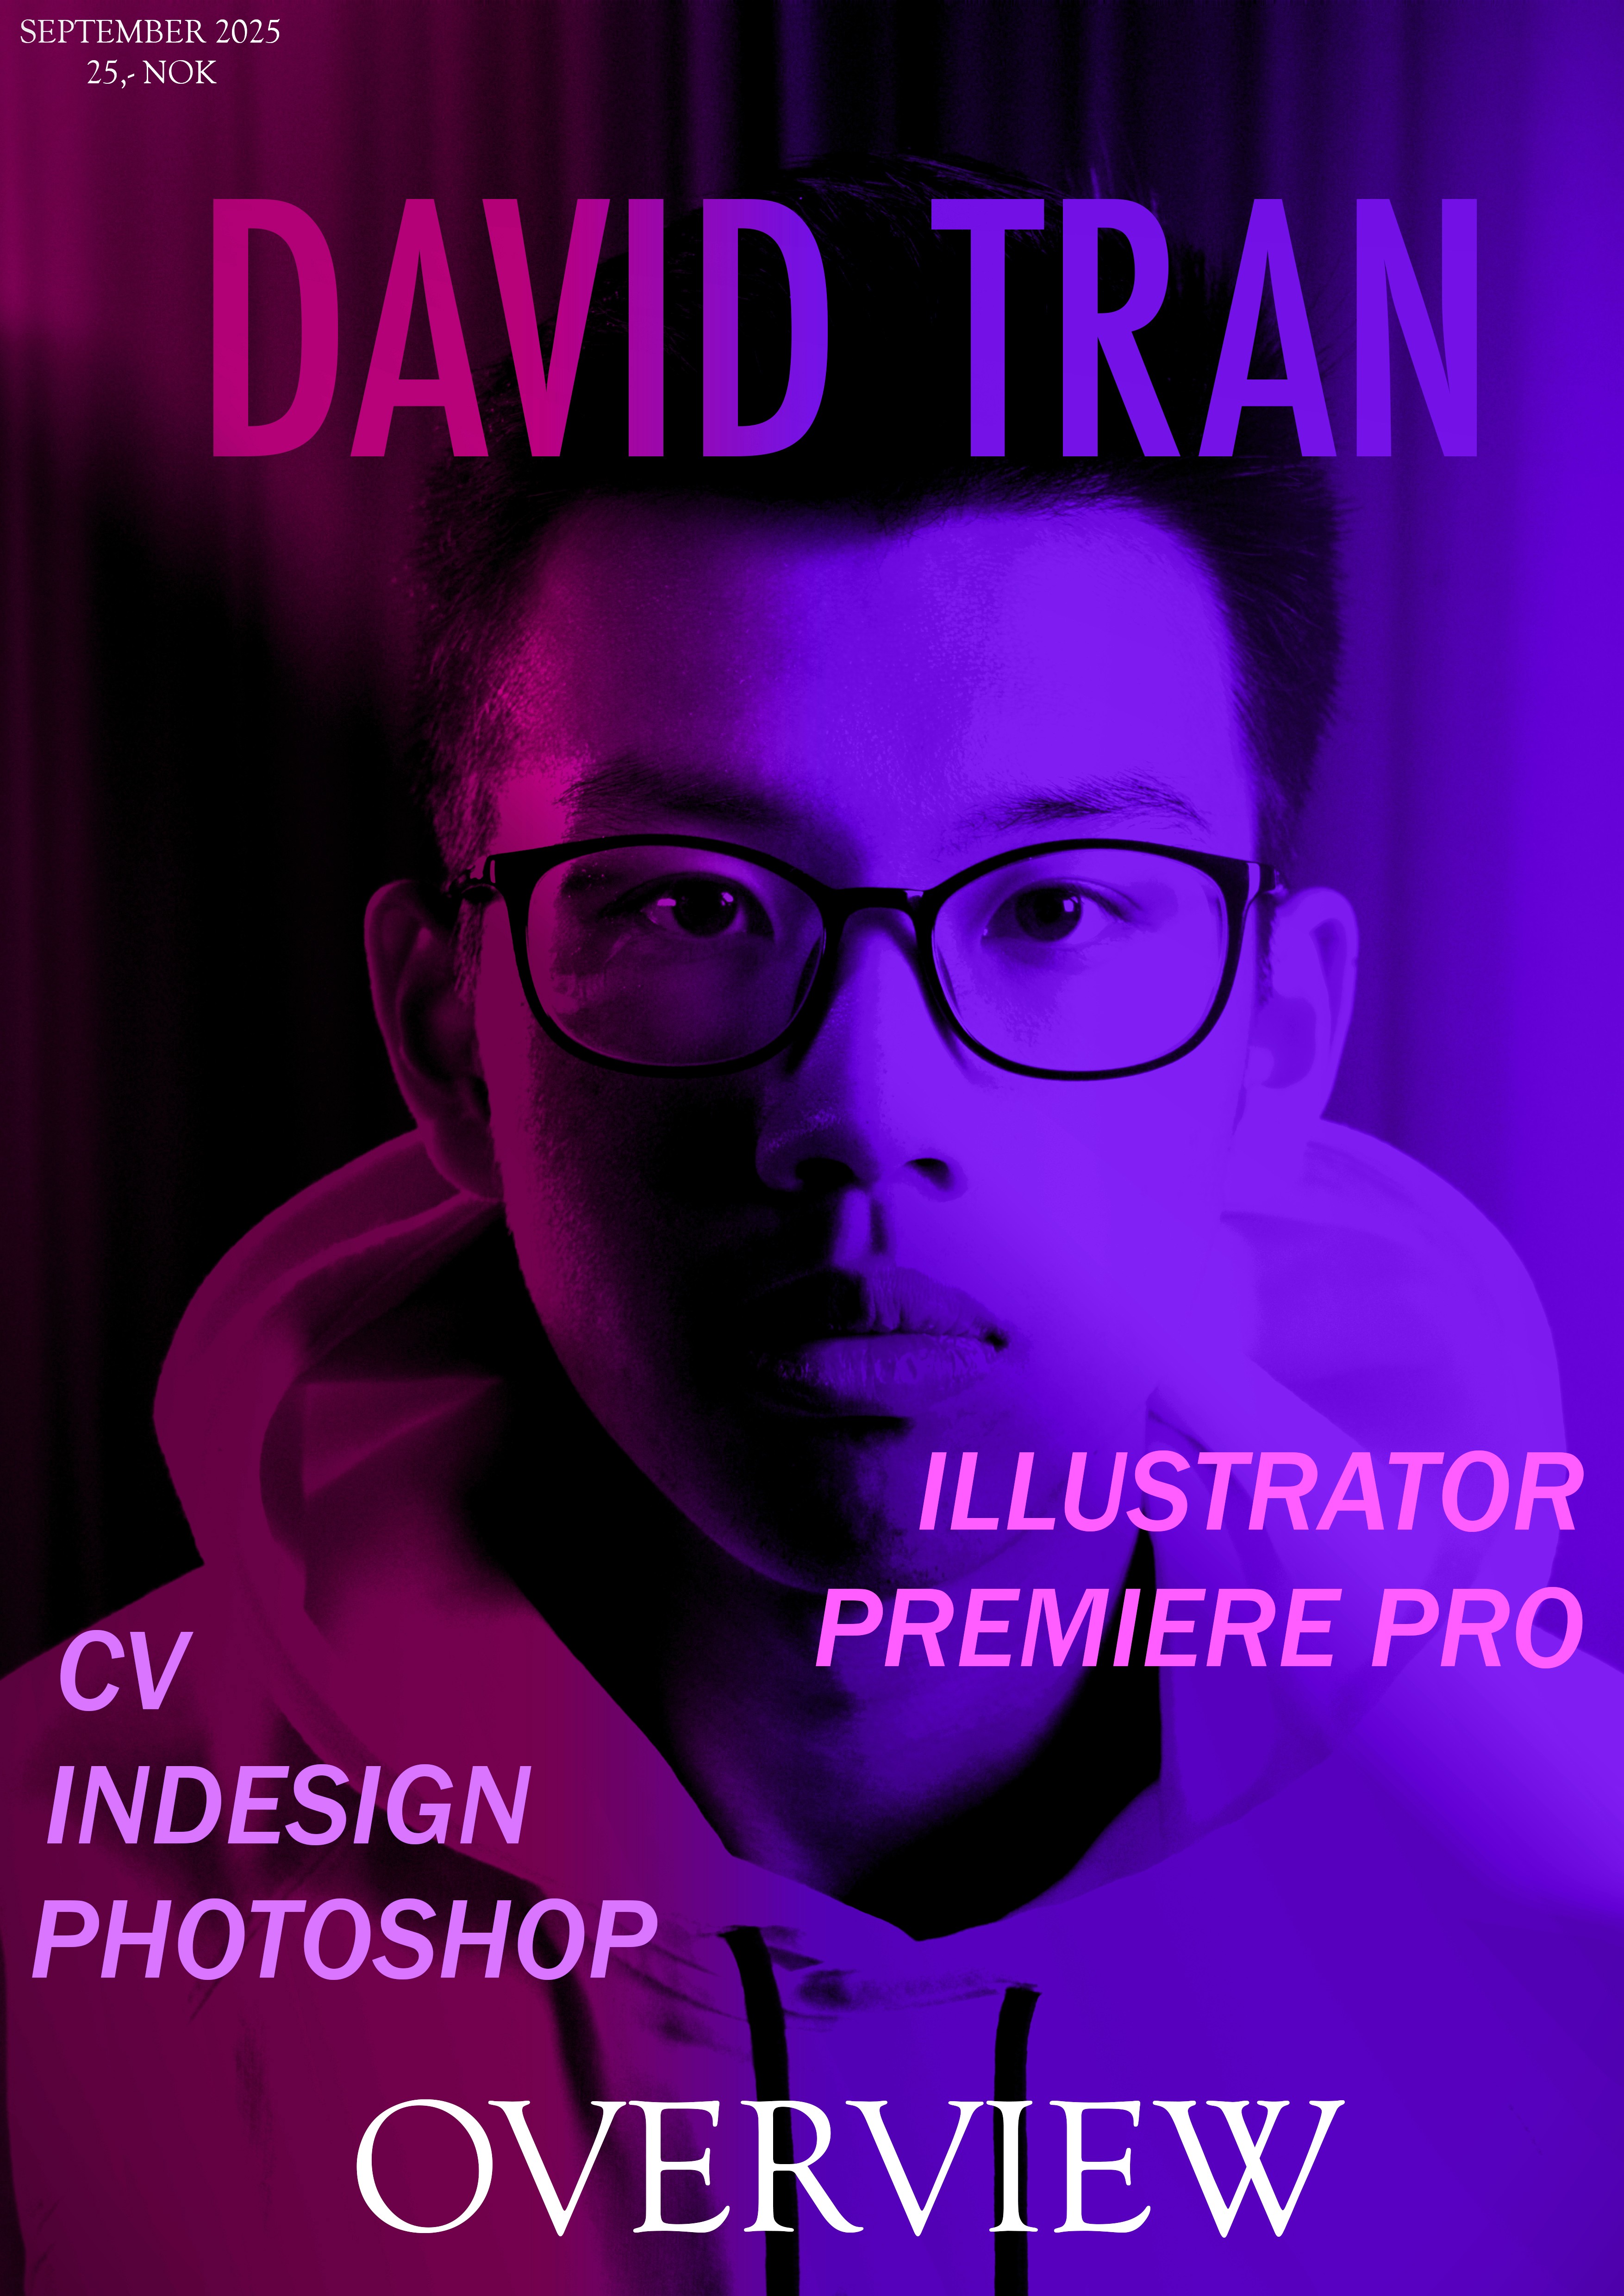 SEPTEMBER 2025
25,- NOK
DAVID TRAN
ILLUSTRATOR
PREMIERE PRO
CV
INDESIGN
PHOTOSHOP
OVERVIEW